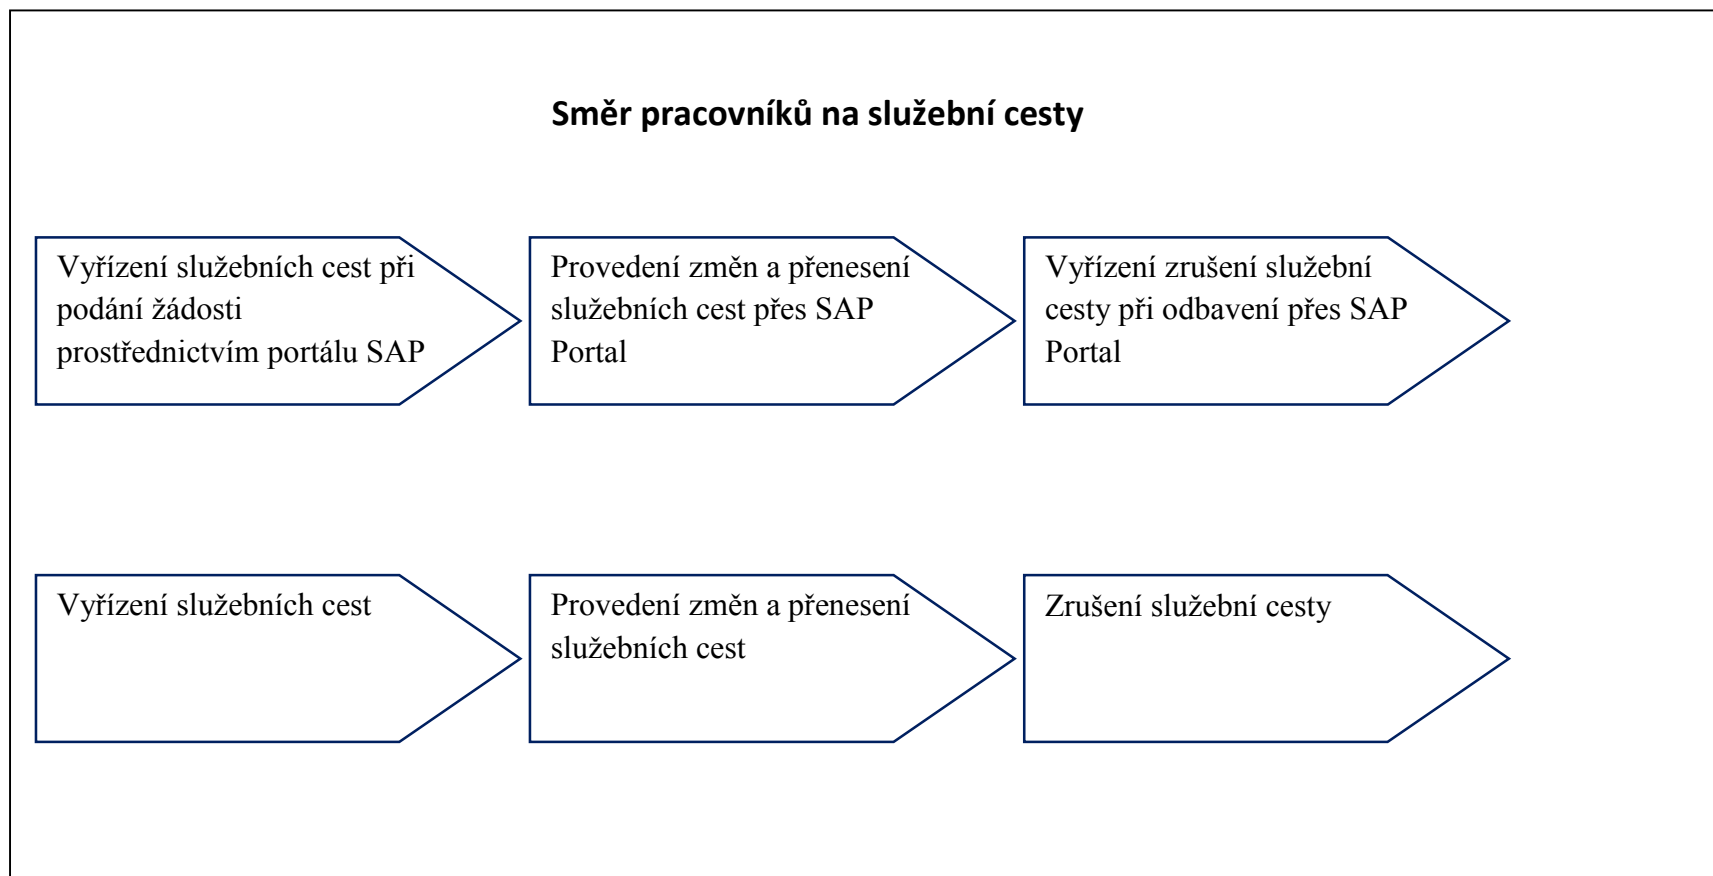 Směr pracovníků na služební cesty
Vyřízení služebních cest při
podání žádosti
prostřednictvím portálu SAP
Provedení změn a přenesení
služebních cest přes SAP
Portal
Vyřízení zrušení služební
cesty při odbavení přes SAP
Portal
Vyřízení služebních cest
Provedení změn a přenesení
služebních cest
Zrušení služební cesty